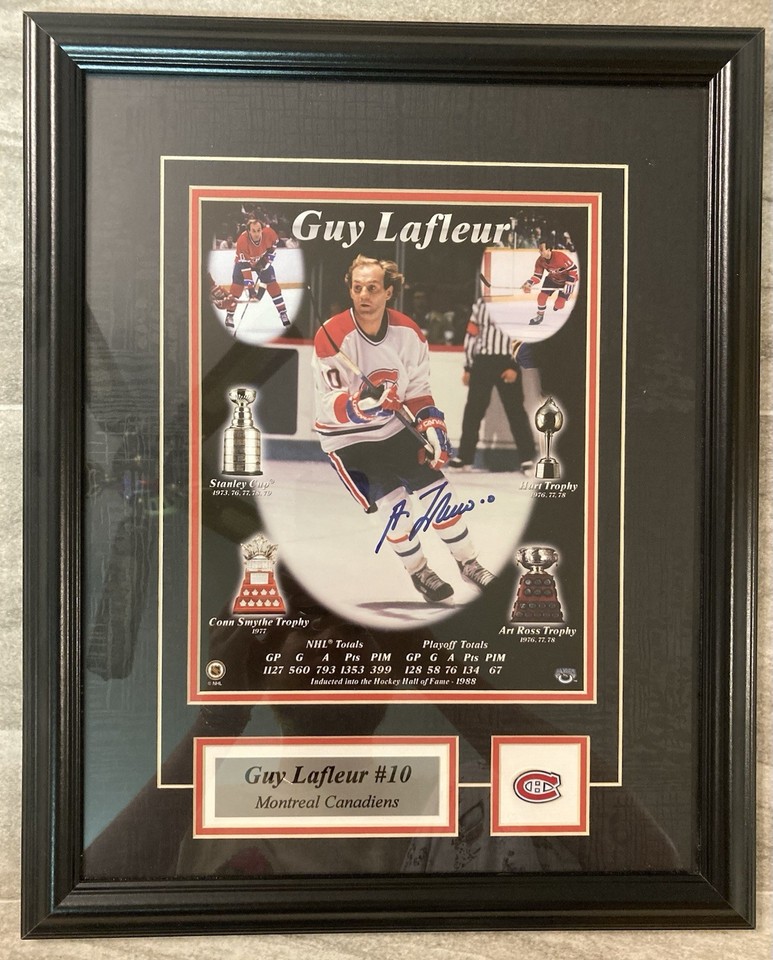 Guy Lafleur
10
Stanley Cup®
1973, 76, 77, 78, 79
Hart Trophy
1976, 77, 78
Conn Smythe Trophy
1977
Art Ross Trophy
1976, 77, 78
NHL® Totals
GP G A Pts PIM
1127 560 793 1353 399
Playoff Totals
GP G A Pts PIM
128 58 76 134 67
Inducted into the Hockey Hall of Fame - 1988
© NHL
Guy Lafleur #10
Montreal Canadiens